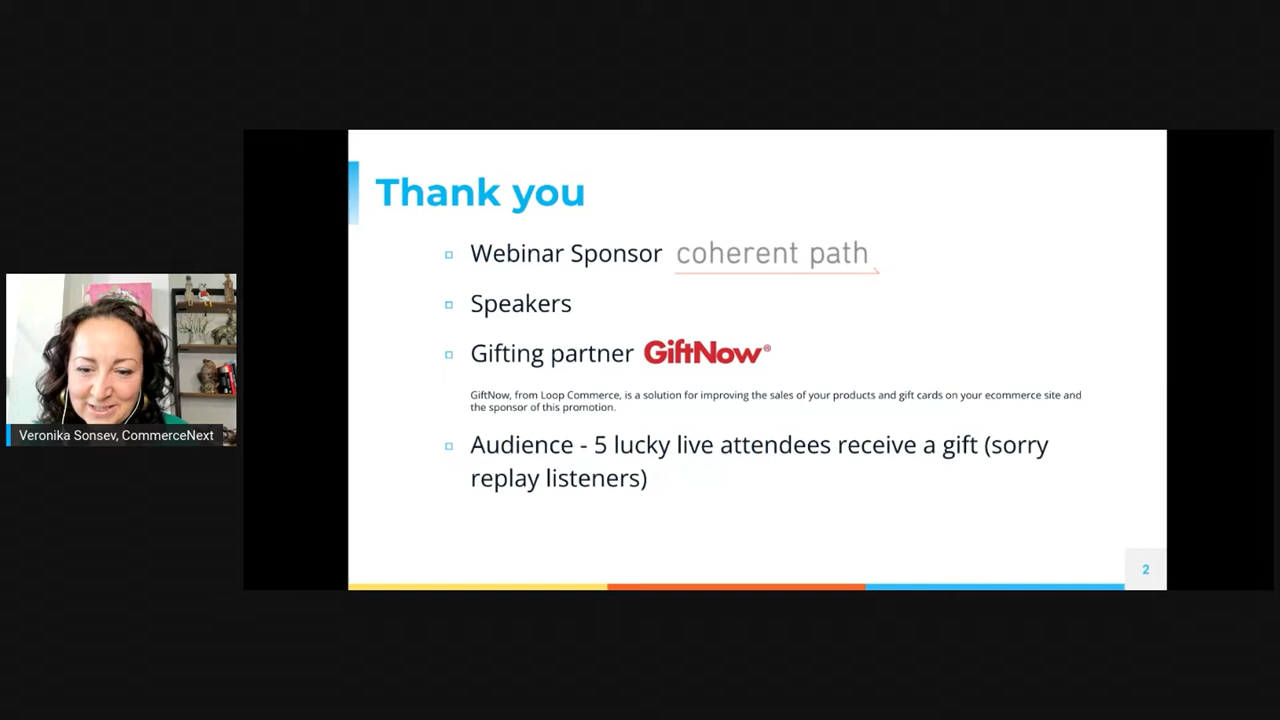 Thank you
Webinar Sponsor coherent path
Speakers
Gifting partner GiftNow®
GiftNow, from Loop Commerce, is a solution for improving the sales of your products and gift cards on your ecommerce site and
the sponsor of this promotion.
Audience - 5 lucky live attendees receive a gift (sorry
replay listeners)
2
Veronika Sonsev, CommerceNext